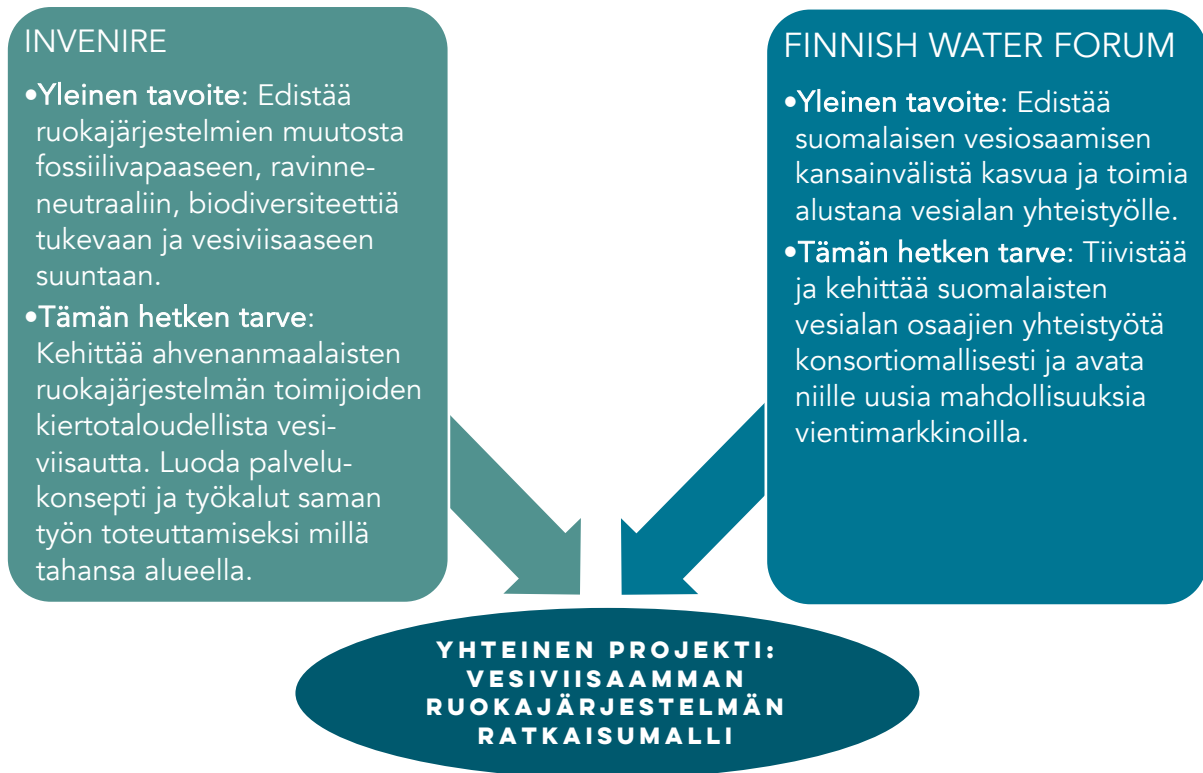 INVENIRE
•Yleinen tavoite: Edistää
ruokajärjestelmien muutosta
fossiilivapaaseen, ravinne-
neutraaliin, biodiversiteettiä
tukevaan ja vesiviisaaseen
suuntaan.
•Tämän hetken tarve:
Kehittää ahvenanmaalaisten
ruokajärjestelmän toimijoiden
kiertotaloudellista vesi-
viisautta. Luoda palvelu-
konsepti ja työkalut saman
työn toteuttamiseksi millä
tahansa alueella.
FINNISH WATER FORUM
•Yleinen tavoite: Edistää
suomalaisen vesiosaamisen
kansainvälistä kasvua ja toimia
alustana vesialan yhteistyölle.
•Tämän hetken tarve: Tiivistää
ja kehittää suomalaisten
vesialan osaajien yhteistyötä
konsortiomallisesti ja avata
niille uusia mahdollisuuksia
vientimarkkinoilla.
YHTEINEN PROJEKTI:
VESIVIISAAMMAN
RUOKAJÄRJESTELMÄN
RATKAISUMALLI